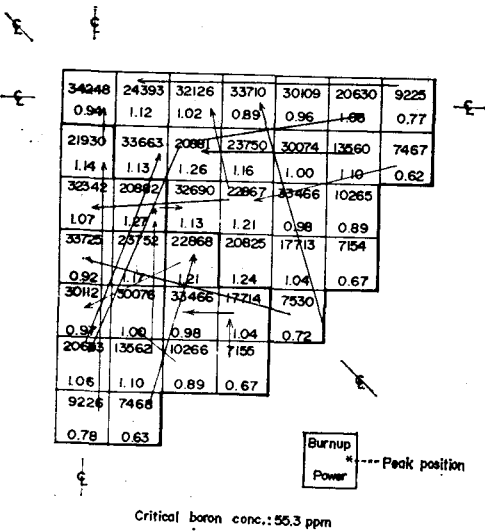 ℄ ℄
34248 24393 32126 33710 30109 20630 9225
0.94 1.12 1.02 0.89 0.96 1.06 0.77
℄ ℄
21930 33663 20881 23750 30074 13560 7467
1.14 1.13 1.26 1.16 1.00 1.10 0.62
32342 20882 32690 22867 33466 10265
1.07 1.27 1.13 1.21 0.98 0.89
33725 23752 22868 20825 17713 7154
0.92 1.17 1.21 1.24 1.04 0.67
30112 30076 33466 17714 7530
0.97 1.00 0.98 1.04 0.72
13562 10266 7155
℄
1.06 1.10 0.89 0.67
9226 7468
0.78 0.63
℄
Burnup
*---- Peak position
Power
Critical boron conc.: 55.3 ppm